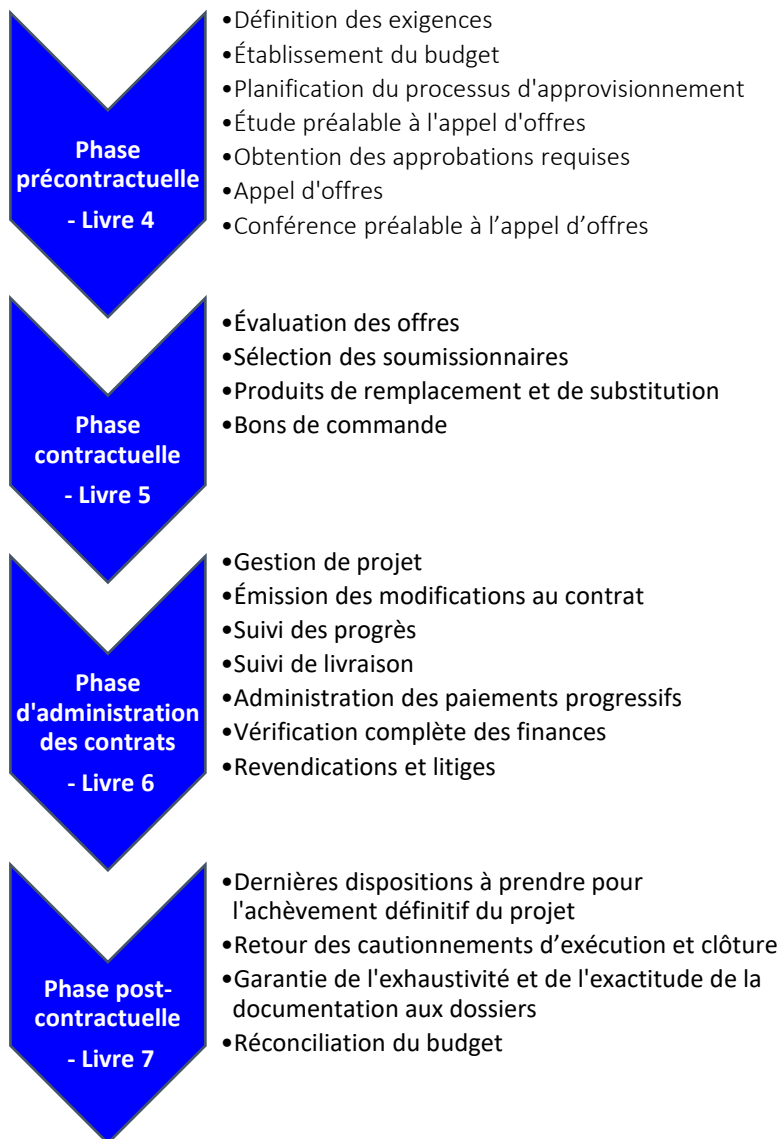 Phase
précontractuelle
- Livre 4
•Définition des exigences
•Établissement du budget
•Planification du processus d'approvisionnement
•Étude préalable à l'appel d'offres
•Obtention des approbations requises
•Appel d'offres
•Conférence préalable à l’appel d’offres
Phase
contractuelle
- Livre 5
•Évaluation des offres
•Sélection des soumissionnaires
•Produits de remplacement et de substitution
•Bons de commande
Phase
d'administration
des contrats
- Livre 6
•Gestion de projet
•Émission des modifications au contrat
•Suivi des progrès
•Suivi de livraison
•Administration des paiements progressifs
•Vérification complète des finances
•Revendications et litiges
Phase post-
contractuelle
- Livre 7
•Dernières dispositions à prendre pour
l'achèvement définitif du projet
•Retour des cautionnements d’exécution et clôture
•Garantie de l'exhaustivité et de l'exactitude de la
documentation aux dossiers
•Réconciliation du budget